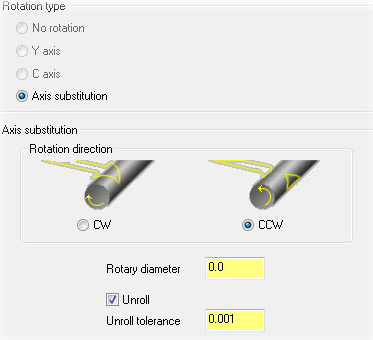 Rotation type
No rotation
Y axis
C axis
Axis substitution
Axis substitution
Rotation direction
CW
CCW
Rotary diameter 0.0
Unroll
Unroll tolerance 0.001